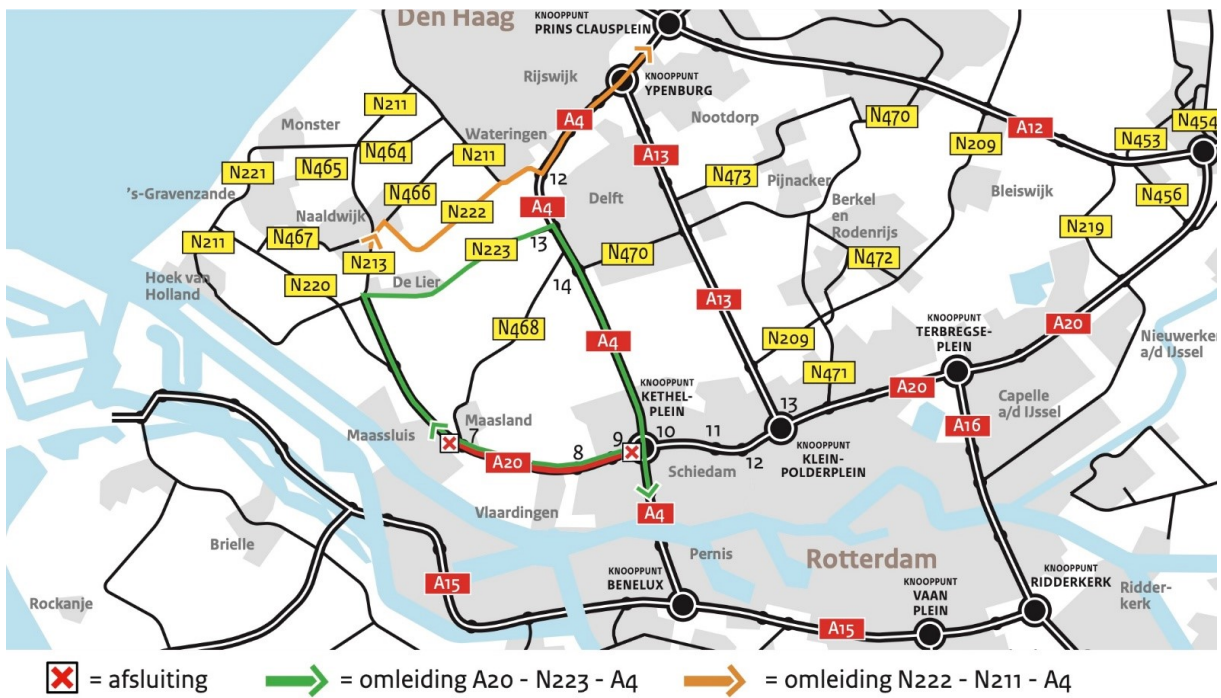 Den Haag
KNOOPPUNT
PRINS CLAUSPLEIN
Rijswijk
KNOOPPUNT
YPENBURG
N211
Monster
Wateringen
A4
Nootdorp
N470
A12
N454
N453
N464
N465
N211
A13
N209
N221
's-Gravenzande
N466
12
Delft
N473
Pijnacker
Bleiswijk
N456
Naaldwijk
N222
A4
Berkel
en
Rodenrijs
N219
N211
N467
N223
13
N470
N472
N213
De Lier
14
Hoek van
Holland
N220
A13
KNOOPPUNT
TERBREGSE-
PLEIN
A20
Nieuwerker
a/d IJssel
N468
A4
N209
N471
A20
Capelle
a/d IJssel
KNOOPPUNT
KETHEL-
PLEIN
13
A16
Maassluis
Maasland
7
8
9
10
11
12
KNOOPPUNT
KLEIN-
POLDERPLEIN
A20
Schiedam
Vlaardingen
A4
Brielle
Pernis
Rotterdam
KNOOPPUNT
BENELUX
KNOOPPUNT
RIDDERKERK
A15
KNOOPPUNT
VAAN
PLEIN
Ridder-
kerk
Rockanje
A15
= afsluiting
= omleiding A20 - N223 - A4
= omleiding N222 - N211 - A4